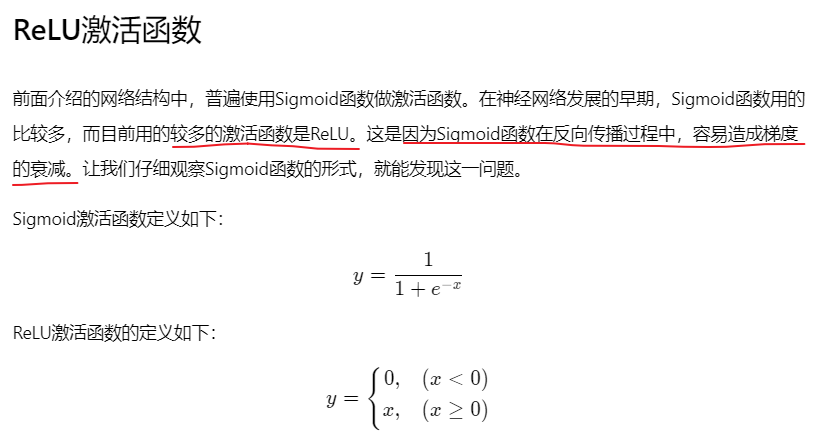 ReLU激活函数
前面介绍的网络结构中，普遍使用Sigmoid函数做激活函数。在神经网络发展的早期，Sigmoid函数用的
比较多，而目前用的较多的激活函数是ReLU。这是因为Sigmoid函数在反向传播过程中，容易造成梯度
的衰减。让我们仔细观察Sigmoid函数的形式，就能发现这一问题。
Sigmoid激活函数定义如下：
y = 1 / (1 + e^{-x})
ReLU激活函数的定义如下：
y = { 0, (x < 0)
x, (x ≥ 0)